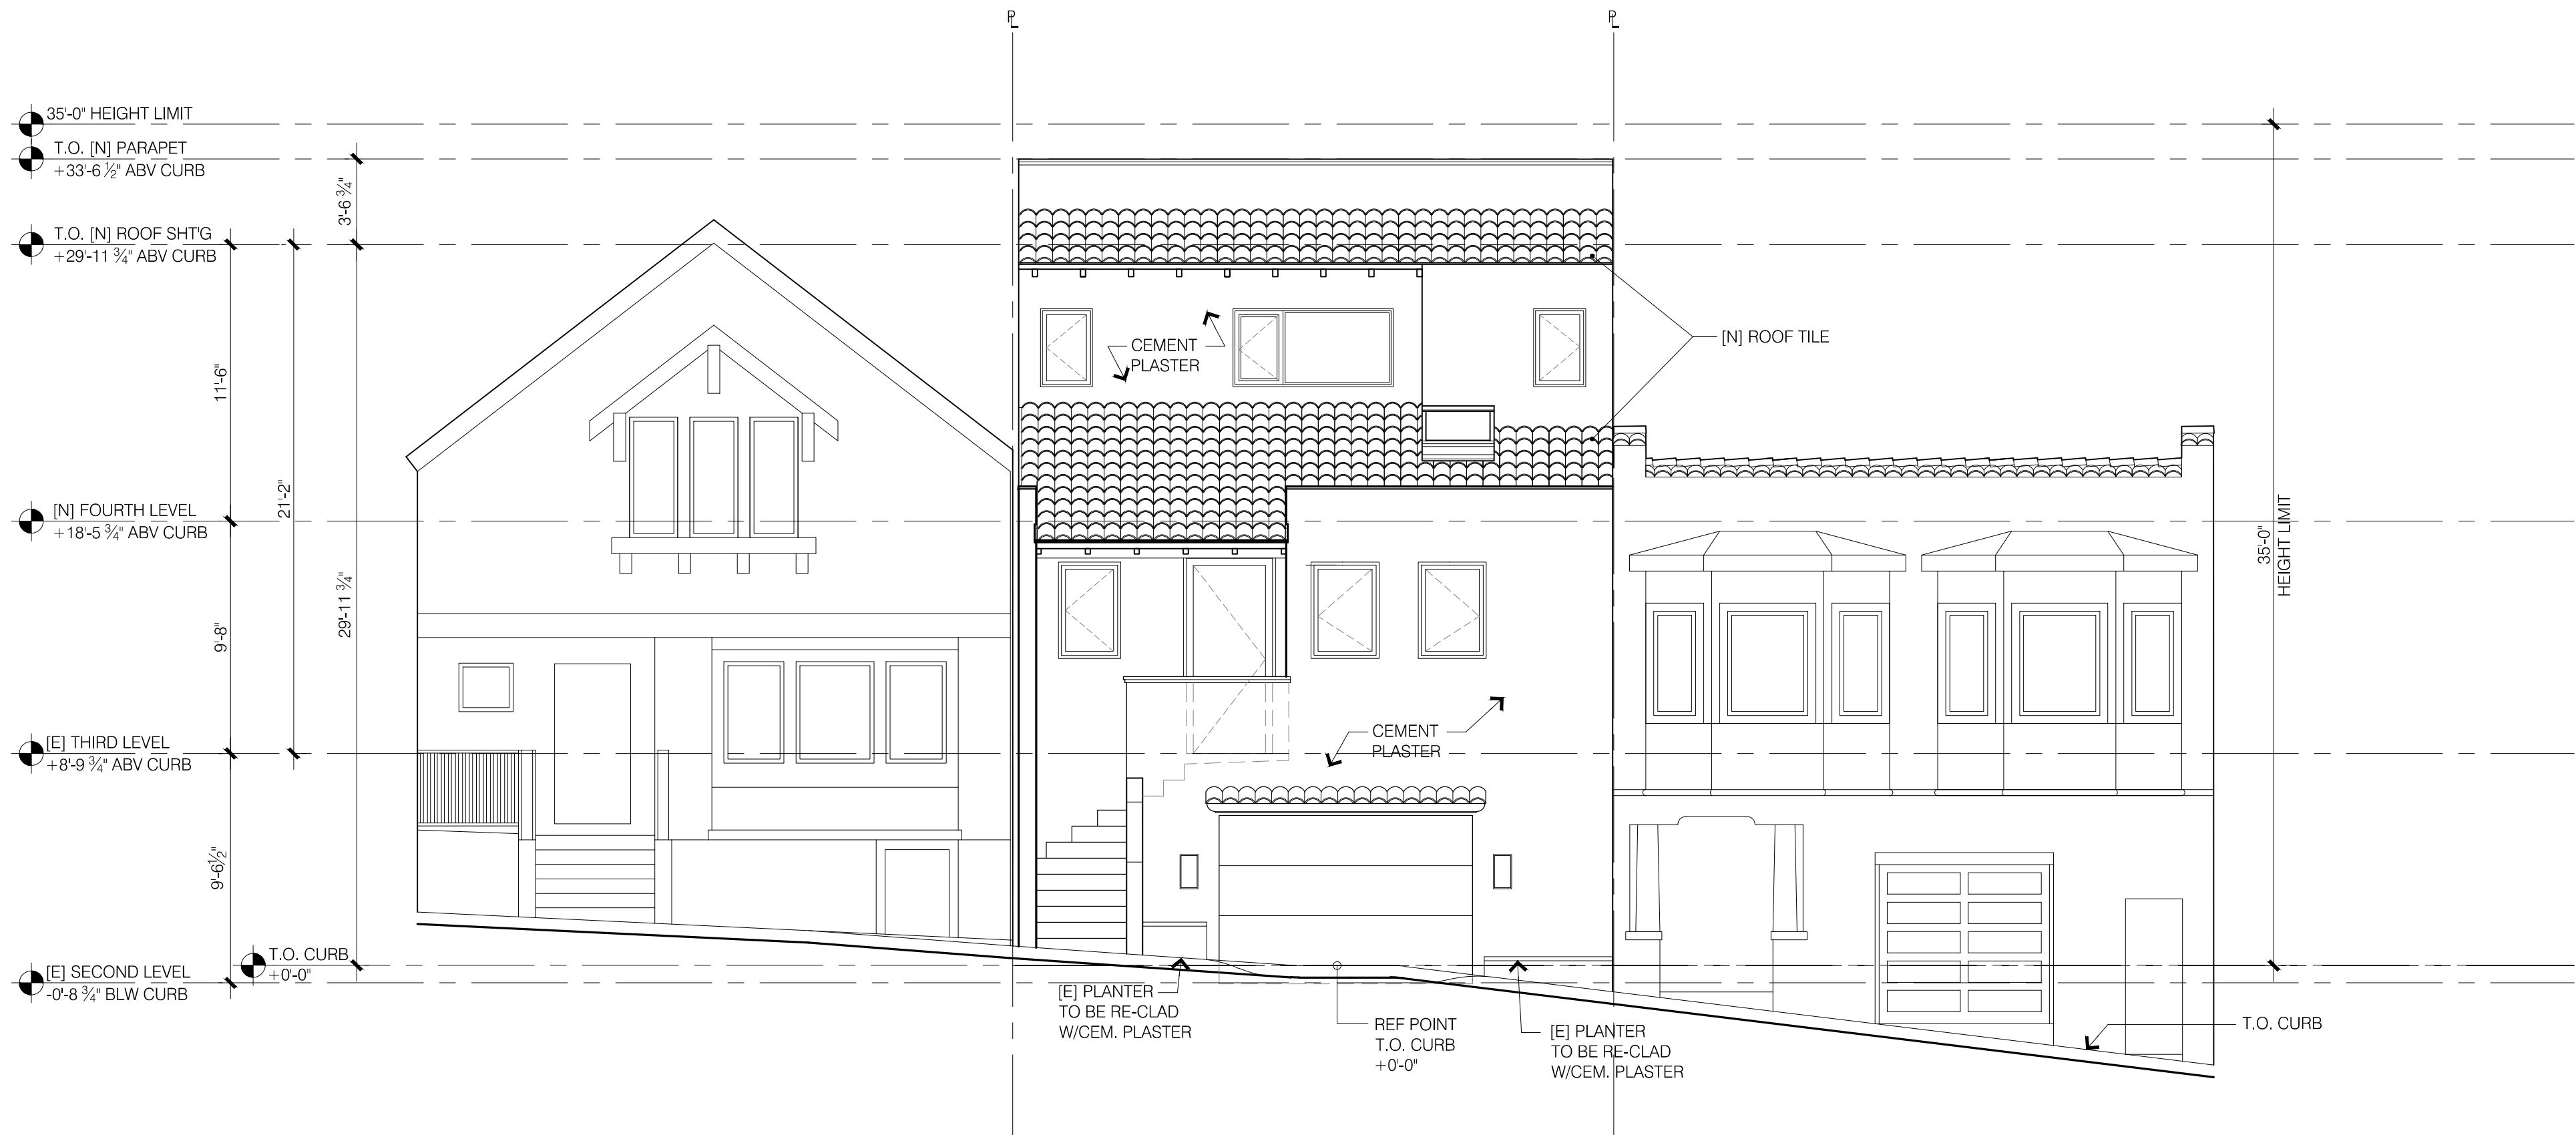 PL
PL
35'-0" HEIGHT LIMIT
T.O. [N] PARAPET
+33'-6 ½" ABV CURB
3'-6 ¾"
T.O. [N] ROOF SHT'G
+29'-11 ¾" ABV CURB
[N] ROOF TILE
CEMENT
PLASTER
11'-6"
21'-2"
[N] FOURTH LEVEL
+18'-5 ¾" ABV CURB
35'-0"
HEIGHT LIMIT
29'-11 ¾"
9'-8"
CEMENT
PLASTER
[E] THIRD LEVEL
+8'-9 ¾" ABV CURB
9'-6½"
T.O. CURB
+0'-0"
[E] SECOND LEVEL
-0'-8 ¾" BLW CURB
[E] PLANTER
TO BE RE-CLAD
W/CEM. PLASTER
REF POINT
T.O. CURB
+0'-0"
[E] PLANTER
TO BE RE-CLAD
W/CEM. PLASTER
T.O. CURB